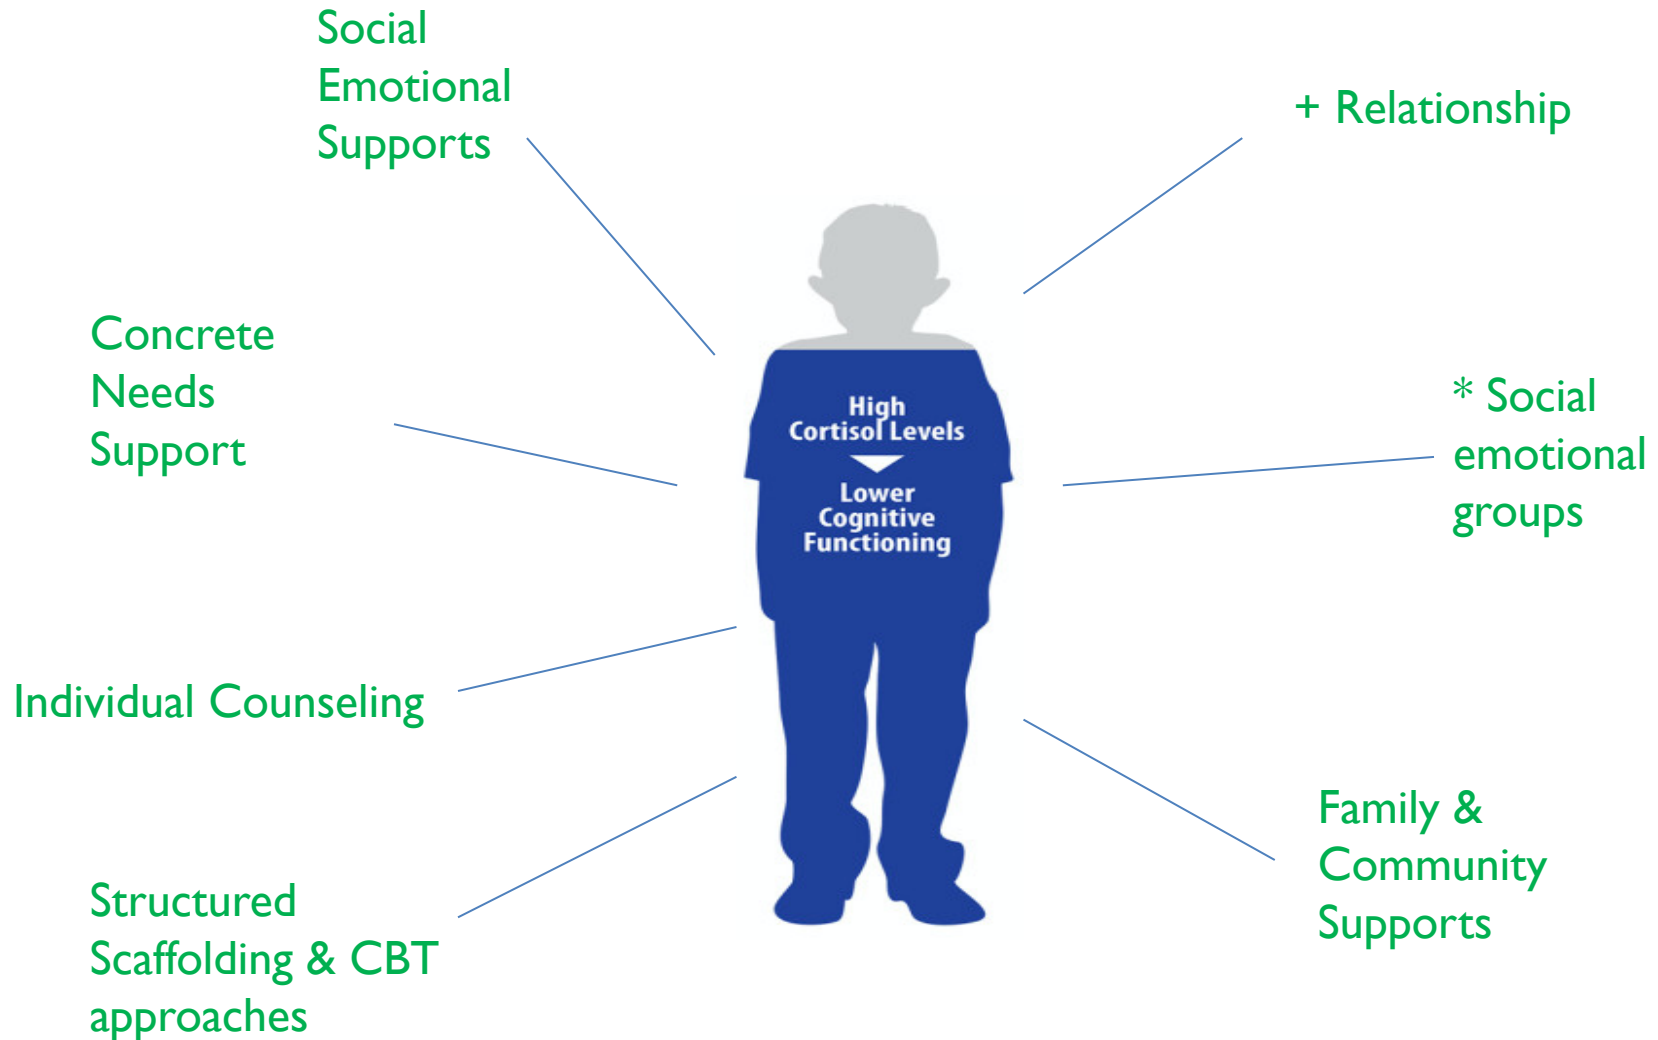 Social
Emotional
Supports
+ Relationship
Concrete
Needs
Support
High
Cortisol Levels
Lower
Cognitive
Functioning
* Social
emotional
groups
Individual Counseling
Structured
Scaffolding & CBT
approaches
Family &
Community
Supports